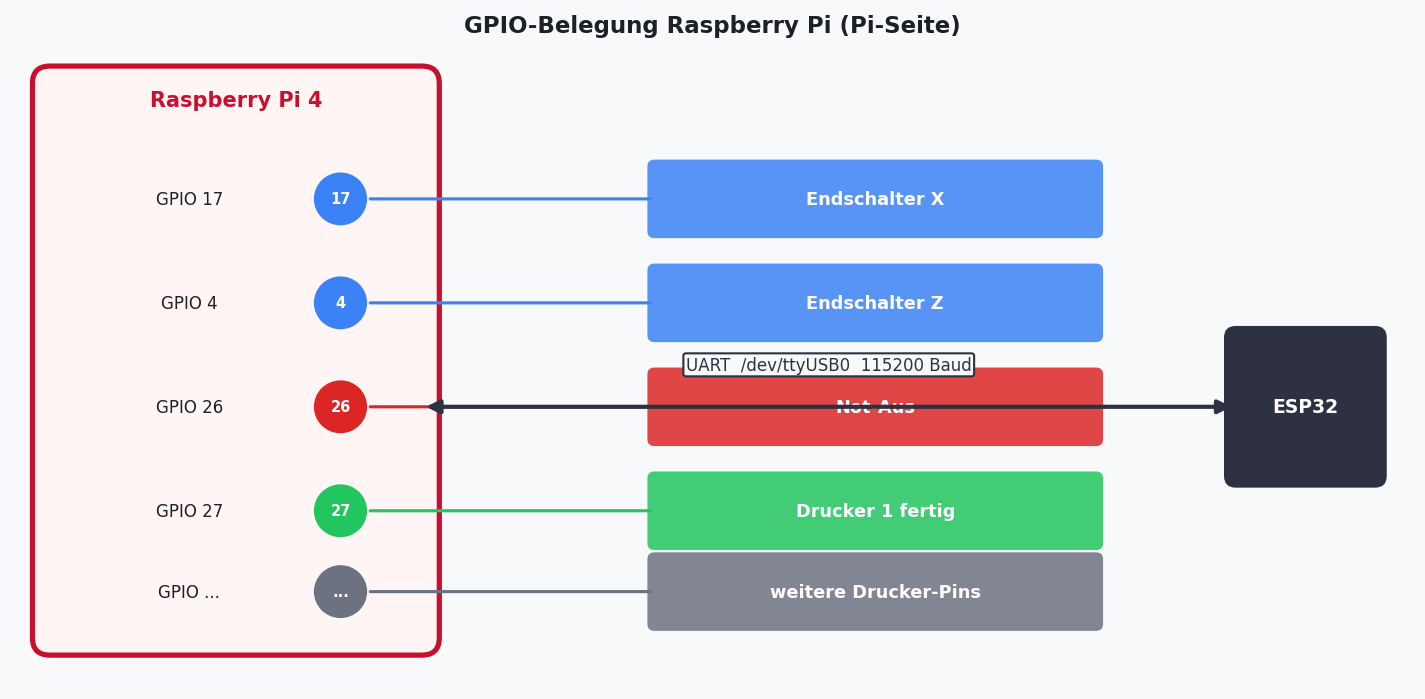 GPIO-Belegung Raspberry Pi (Pi-Seite)
Raspberry Pi 4
GPIO 17
17
Endschalter X
GPIO 4
4
Endschalter Z
UART /dev/ttyUSB0 115200 Baud
GPIO 26
26
Not-Aus
ESP32
GPIO 27
27
Drucker 1 fertig
GPIO ...
...
weitere Drucker-Pins